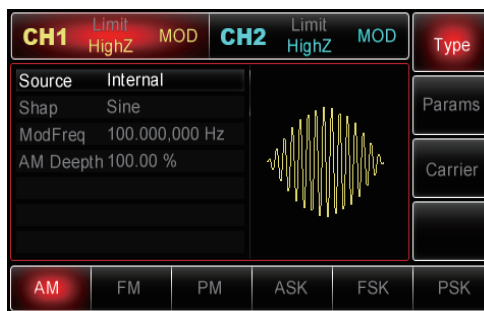 CH1 Limit HighZ MOD CH2 Limit HighZ MOD
Type
Source Internal
Shap Sine
Params
ModFreq 100.000,000 Hz
AM Deepth 100.00 %
Carrier
AM FM PM ASK FSK PSK